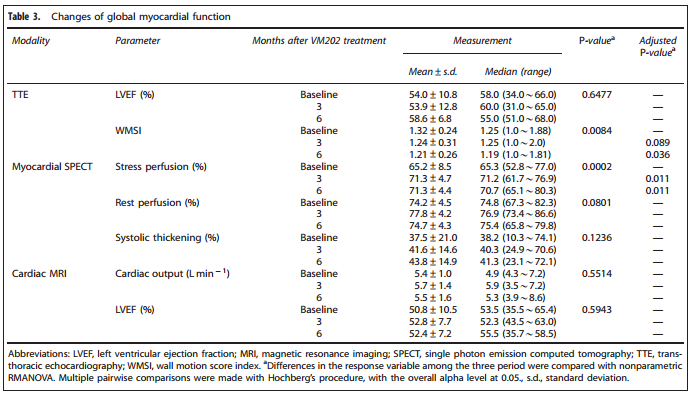 Table 3. Changes of global myocardial function
Modality Parameter Months after VM202 treatment Measurement P-valueᵃ Adjusted P-valueᵃ
Mean ± s.d. Median (range)
TTE LVEF (%) Baseline 54.0 ± 10.8 58.0 (34.0∼66.0) 0.6477 —
3 53.9 ± 12.8 60.0 (31.0∼65.0) —
6 58.6 ± 6.8 55.0 (51.0∼68.0) —
WMSI Baseline 1.32 ± 0.24 1.25 (1.0∼1.88) 0.0084 —
3 1.24 ± 0.31 1.25 (1.0∼2.0) 0.089
6 1.21 ± 0.26 1.19 (1.0∼1.81) 0.036
Myocardial SPECT Stress perfusion (%) Baseline 65.2 ± 8.5 65.3 (52.8∼77.0) 0.0002 —
3 71.3 ± 4.7 71.2 (61.7∼76.9) 0.011
6 71.3 ± 4.4 70.7 (65.1∼80.3) 0.011
Rest perfusion (%) Baseline 74.2 ± 4.5 74.8 (67.3∼82.3) 0.0801 —
3 77.8 ± 4.2 76.9 (73.4∼86.6) —
6 74.7 ± 4.3 75.4 (65.8∼79.8) —
Systolic thickening (%) Baseline 37.5 ± 21.0 38.2 (10.3∼74.1) 0.1236 —
3 41.6 ± 14.6 40.3 (24.9∼70.6) —
6 43.8 ± 14.9 41.3 (23.1∼72.1) —
Cardiac MRI Cardiac output (L min⁻¹) Baseline 5.4 ± 1.0 4.9 (4.3∼7.2) 0.5514 —
3 5.7 ± 1.4 5.9 (3.5∼7.2) —
6 5.5 ± 1.6 5.3 (3.9∼8.6) —
LVEF (%) Baseline 50.8 ± 10.5 53.5 (35.5∼65.4) 0.5943 —
3 52.8 ± 7.7 52.3 (43.5∼63.0) —
6 52.4 ± 7.2 55.5 (35.7∼58.5) —
Abbreviations: LVEF, left ventricular ejection fraction; MRI, magnetic resonance imaging; SPECT, single photon emission computed tomography; TTE, trans-
thoracic echocardiography; WMSI, wall motion score index. ᵃDifferences in the response variable among the three period were compared with nonparametric
RMANOVA. Multiple pairwise comparisons were made with Hochberg's procedure, with the overall alpha level at 0.05., s.d., standard deviation.